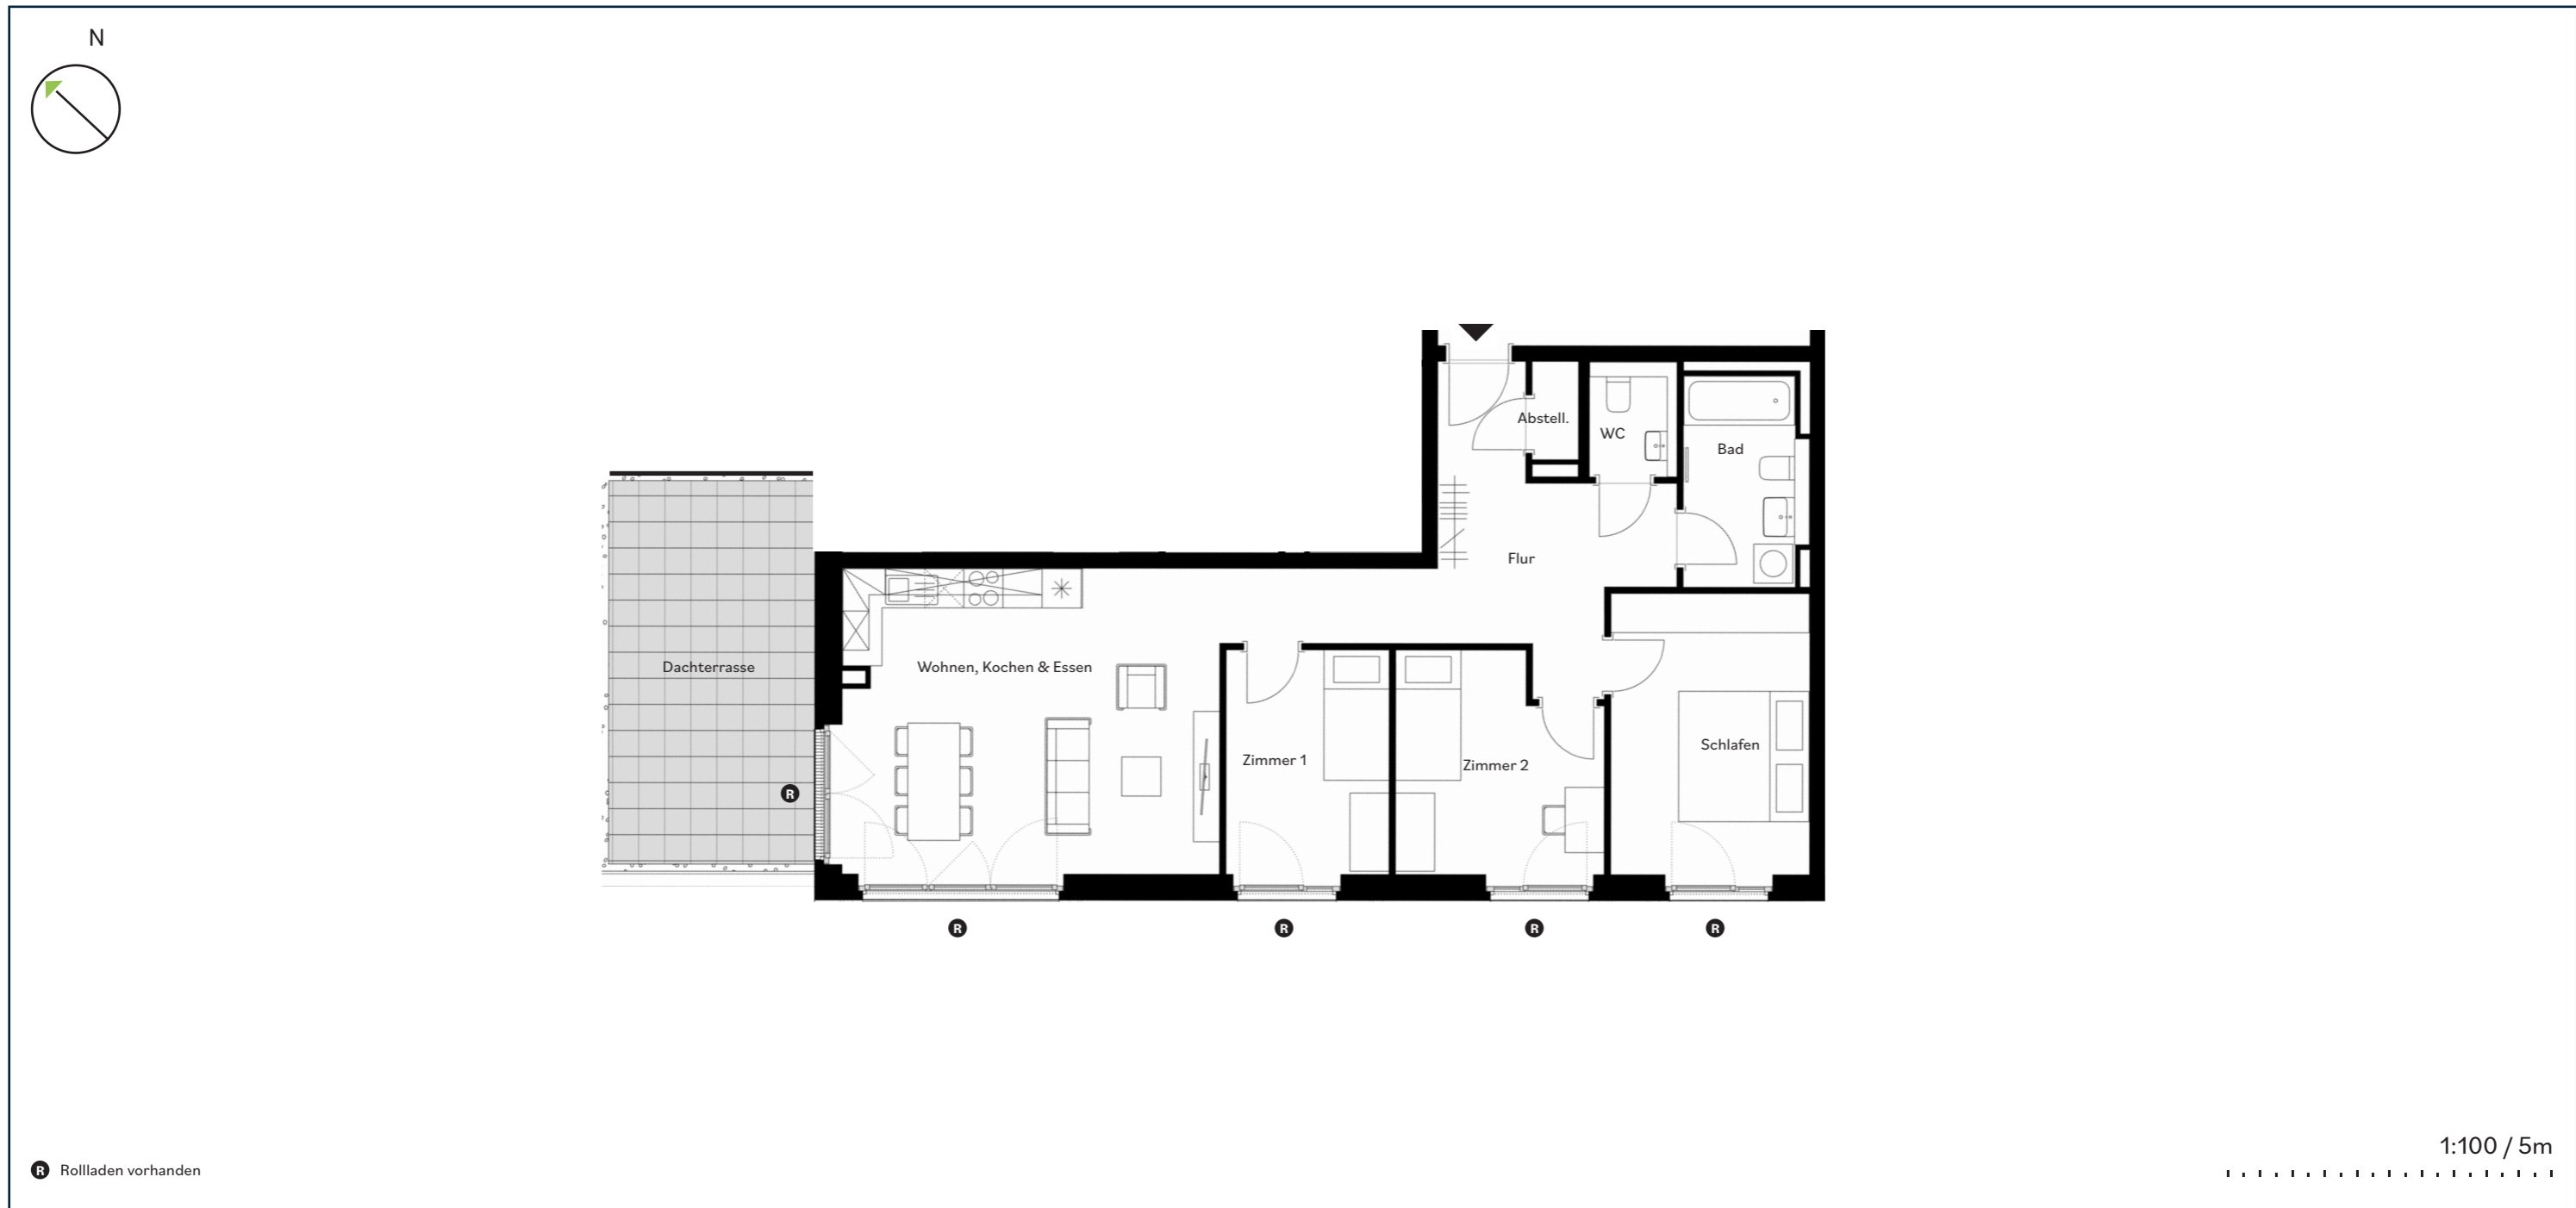 N
Abstell.
WC
Bad
Flur
Dachterrasse
Wohnen, Kochen & Essen
Schlafen
Zimmer 1
Zimmer 2
R
R
R
R
R
1:100 / 5m
R Rollladen vorhanden